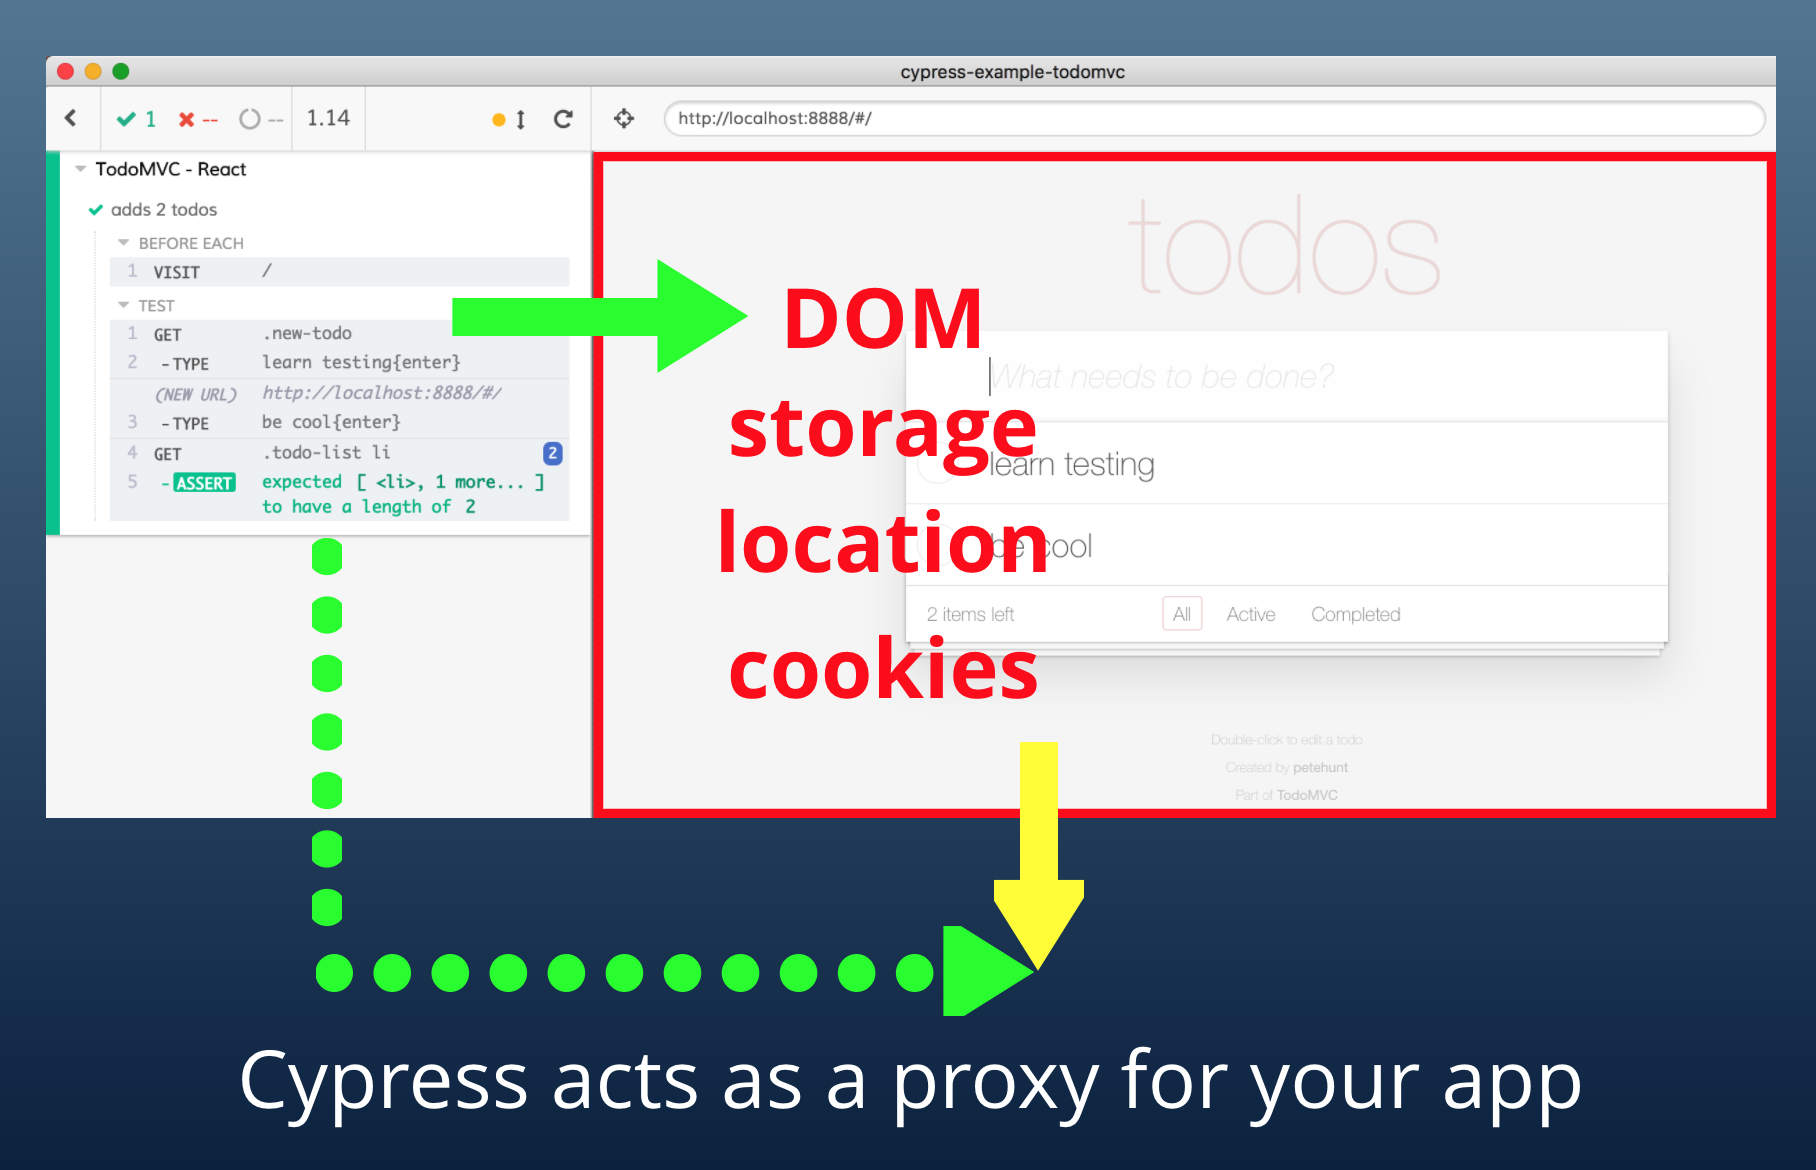 cypress-example-todomvc
1 -- -- 1.14
http://localhost:8888/#/
TodoMVC - React
adds 2 todos
BEFORE EACH
1 VISIT /
TEST
1 GET .new-todo
2 -TYPE learn testing{enter}
(NEW URL) http://localhost:8888/#/
3 -TYPE be cool{enter}
4 GET .todo-list li 2
5 -ASSERT expected [ <li>, 1 more... ]
to have a length of 2
todos
DOM
What needs to be done?
storage
learn testing
location
be cool
2 items left All Active Completed
cookies
Double-click to edit a todo
Created by petehunt
Part of TodoMVC
Cypress acts as a proxy for your app